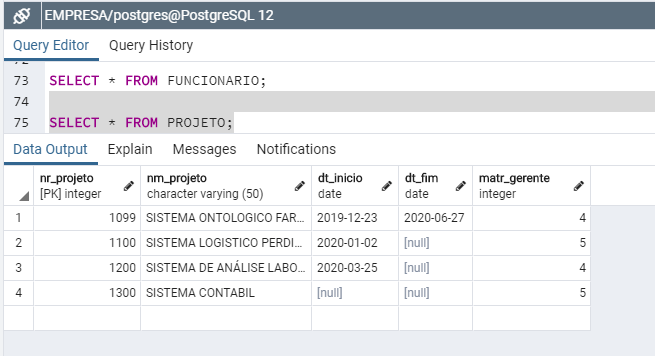 EMPRESA/postgres@PostgreSQL 12
Query Editor Query History
73 SELECT * FROM FUNCIONARIO;
74
75 SELECT * FROM PROJETO;
Data Output Explain Messages Notifications
nr_projeto nm_projeto dt_inicio dt_fim matr_gerente
[PK] integer character varying (50) date date integer
1 1099 SISTEMA ONTOLOGICO FAR... 2019-12-23 2020-06-27 4
2 1100 SISTEMA LOGISTICO PERDI... 2020-01-02 [null] 5
3 1200 SISTEMA DE ANÁLISE LABO... 2020-03-25 [null] 4
4 1300 SISTEMA CONTABIL [null] [null] 5